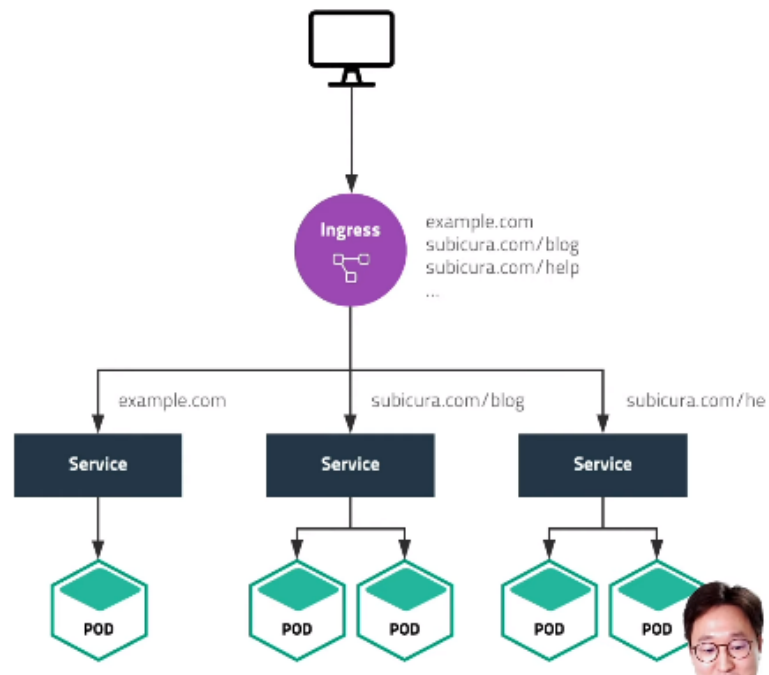 Ingress
example.com
subicura.com/blog
subicura.com/help
...
example.com
subicura.com/blog
subicura.com/he
Service
Service
Service
POD
POD
POD
POD
POD